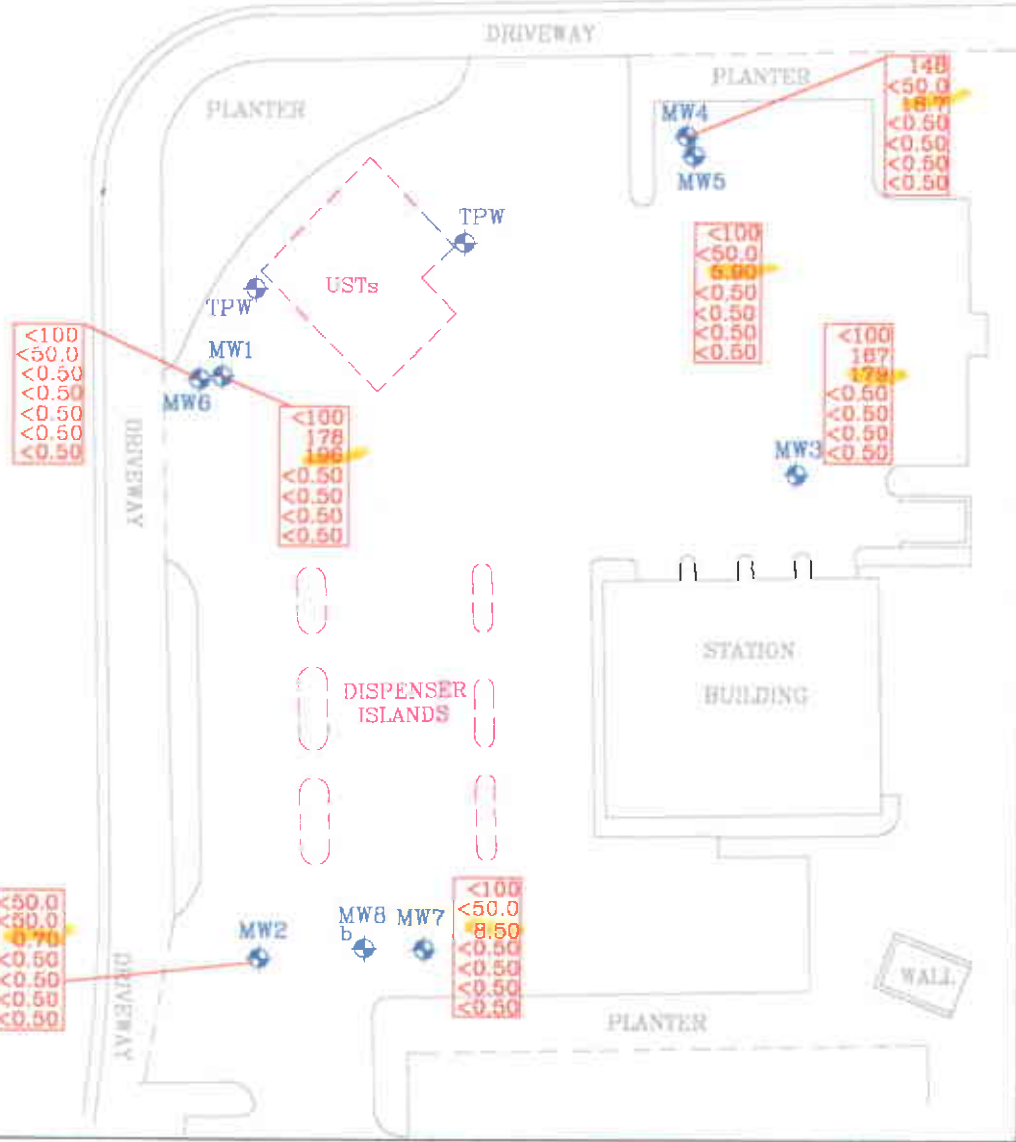 DRIVEWAY
PLANTER
PLANTER
148
<50.0
18.7
<0.50
<0.50
<0.50
<0.50
MW4
MW5
TPW
TPW
USTs
<100
<50.0
5.90
<0.50
<0.50
<0.50
<0.50
<100
<50.0
<0.50
<0.50
<0.50
<0.50
<0.50
MW1
MW6
<100
167
179
<0.50
<0.50
<0.50
<0.50
MW3
<100
178
196
<0.50
<0.50
<0.50
<0.50
DRIVEWAY
DISPENSER
ISLANDS
STATION
BUILDING
<50.0
<50.0
0.70
<0.50
<0.50
<0.50
<0.50
MW2
MW8
b
MW7
<100
<50.0
8.50
<0.50
<0.50
<0.50
<0.50
DRIVEWAY
WALL
PLANTER